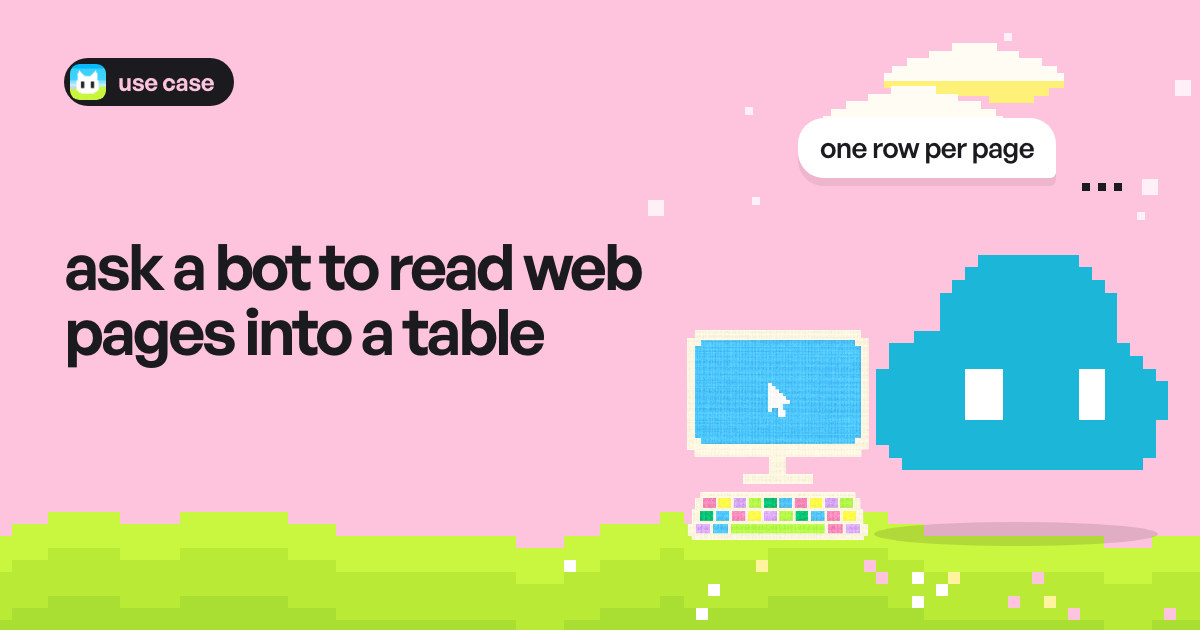 use case
one row per page
ask a bot to read web
pages into a table